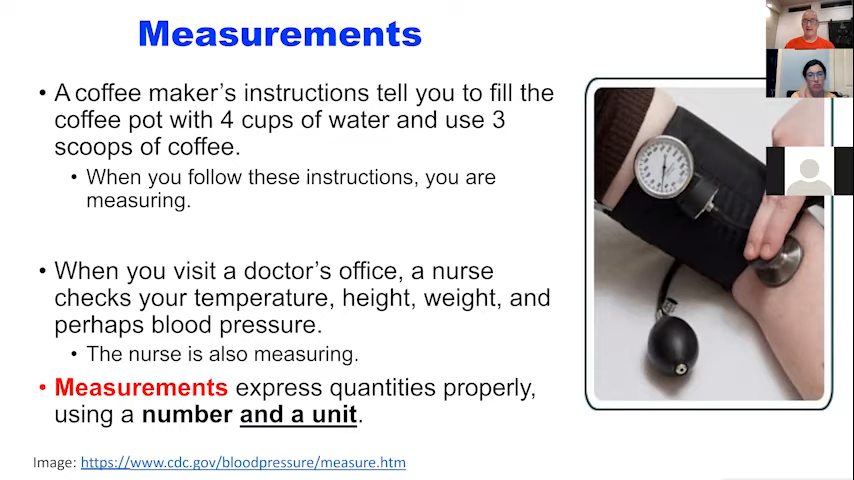 Measurements
• A coffee maker's instructions tell you to fill the
coffee pot with 4 cups of water and use 3
scoops of coffee.
• When you follow these instructions, you are
measuring.
• When you visit a doctor's office, a nurse
checks your temperature, height, weight, and
perhaps blood pressure.
• The nurse is also measuring.
• Measurements express quantities properly,
using a number and a unit.
Image: https://www.cdc.gov/bloodpressure/measure.htm